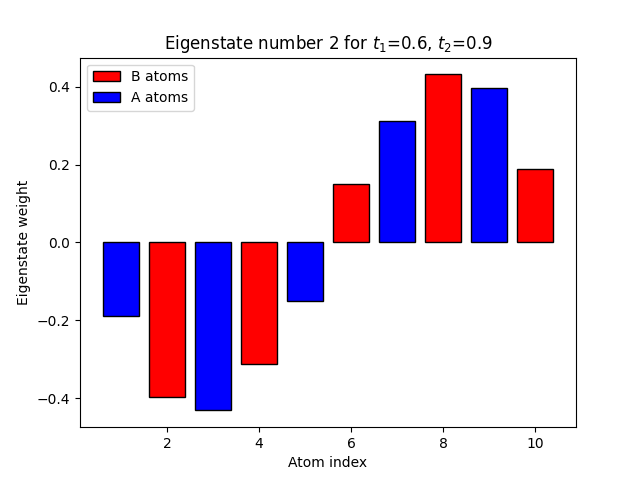 Eigenstate number 2 for $t_1$=0.6, $t_2$=0.9
B atoms
A atoms
0.4
0.2
0.0
−0.2
−0.4
Eigenstate weight
2 4 6 8 10
Atom index